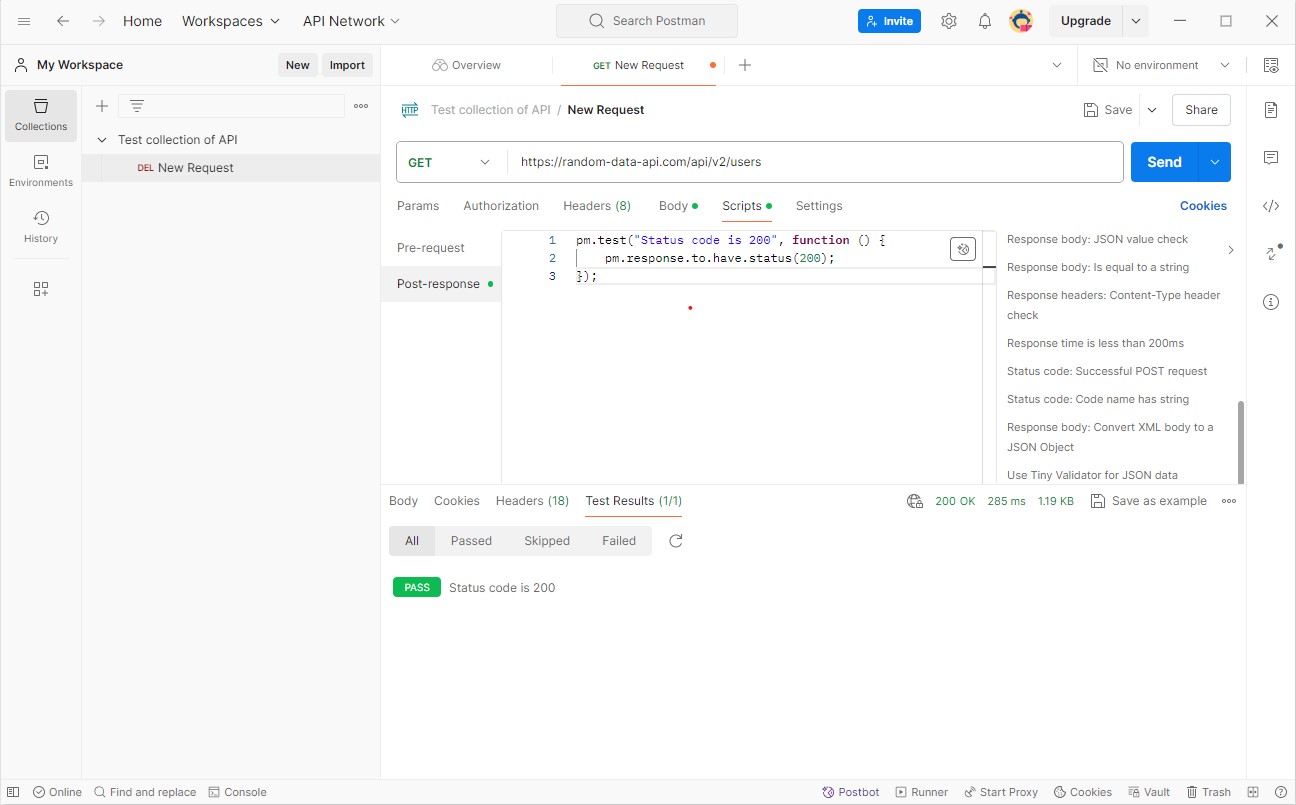 Home Workspaces API Network Search Postman Invite Upgrade
My Workspace New Import Overview GET New Request No environment
Collections
Environments
History
Test collection of API
DEL New Request
HTTP Test collection of API / New Request Save Share
GET https://random-data-api.com/api/v2/users Send
Params Authorization Headers (8) Body Scripts Settings Cookies
Pre-request
Post-response
1 pm.test("Status code is 200", function () {
2 pm.response.to.have.status(200);
3 });
Response body: JSON value check
Response body: Is equal to a string
Response headers: Content-Type header
check
Response time is less than 200ms
Status code: Successful POST request
Status code: Code name has string
Response body: Convert XML body to a
JSON Object
Use Tiny Validator for JSON data
Body Cookies Headers (18) Test Results (1/1) 200 OK 285 ms 1.19 KB Save as example
All Passed Skipped Failed
PASS Status code is 200
Online Find and replace Console Postbot Runner Start Proxy Cookies Vault Trash